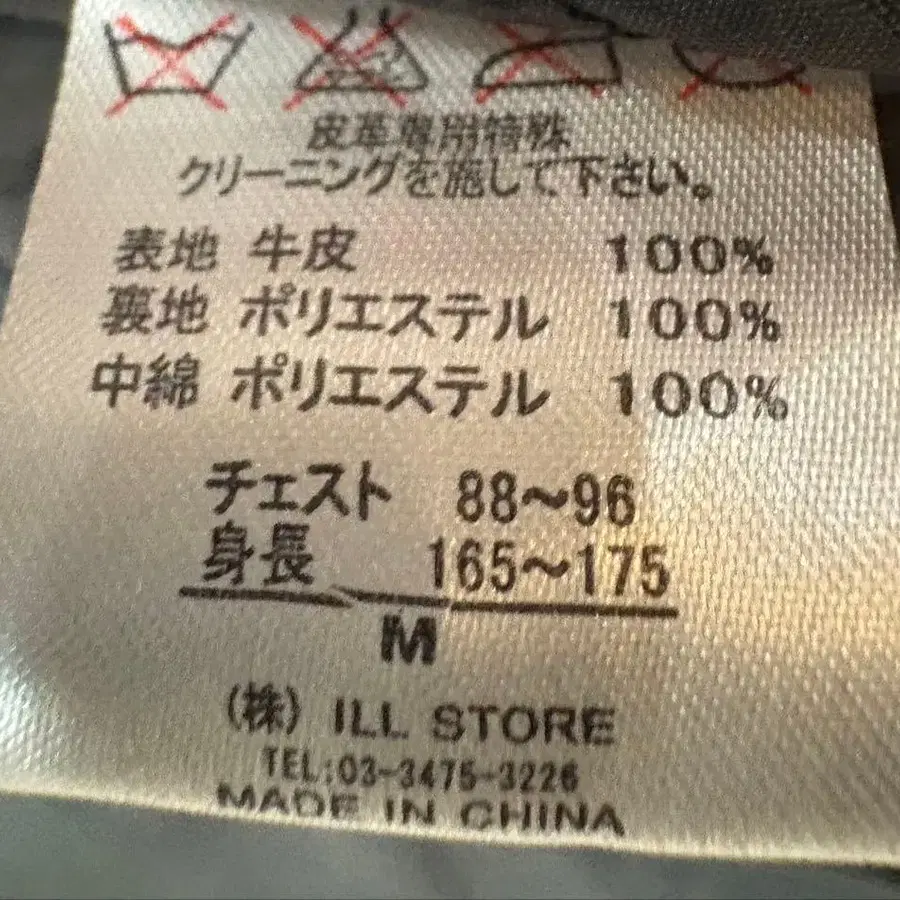 皮革専用特殊
クリーニングを施して下さい。
表地 牛皮 100%
裏地 ポリエステル 100%
中綿 ポリエステル 100%
チェスト 88～96
身長 165～175
M
(株) ILL STORE
TEL:03-3475-3226
MADE IN CHINA